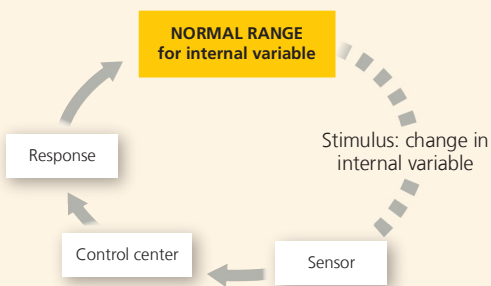 NORMAL RANGE
for internal variable
Stimulus: change in
internal variable
Response
Control center
Sensor